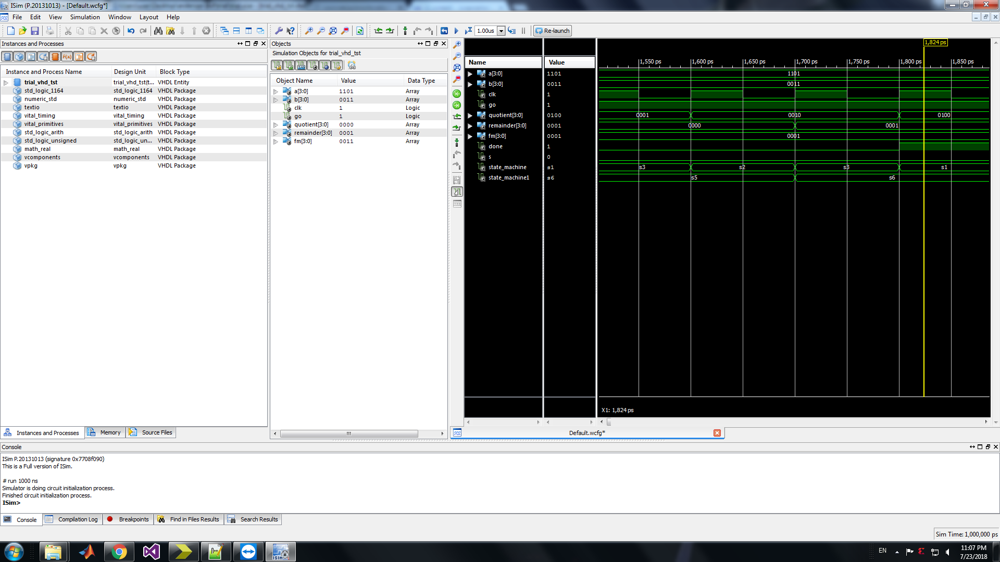 ISim (P.20131013) - [Default.wcfg*]
File Edit View Simulation Window Layout Help
1.00us Re-launch
Instances and Processes
Instance and Process Name Design Unit Block Type
trial_vhd_tst trial_vhd_tst(t... VHDL Entity
std_logic_1164 std_logic_1164 VHDL Package
numeric_std numeric_std VHDL Package
textio textio VHDL Package
vital_timing vital_timing VHDL Package
vital_primitives vital_primitives VHDL Package
std_logic_arith std_logic_arith VHDL Package
std_logic_unsigned std_logic_un... VHDL Package
math_real math_real VHDL Package
vcomponents vcomponents VHDL Package
vpkg vpkg VHDL Package
Instances and Processes Memory Source Files
Objects
Simulation Objects for trial_vhd_tst
Object Name Value Data Type
a[3:0] 1101 Array
b[3:0] 0011 Array
clk 1 Logic
go 1 Logic
quotient[3:0] 0000 Array
remainder[3:0] 0001 Array
fm[3:0] 0011 Array
1,824 ps
Name Value 1,550 ps 1,600 ps 1,650 ps 1,700 ps 1,750 ps 1,800 ps 1,850 ps
a[3:0] 1101 1101
b[3:0] 0011 0011
clk 1
go 1
quotient[3:0] 0100 0001 0010 0100
remainder[3:0] 0001 0000 0001
fm[3:0] 0001 0001
done 1
s 0
state_machine s1 s3 s2 s3 s1
state_machine1 s6 s5 s6
X1: 1,824 ps
Default.wcfg*
Console
ISim P.20131013 (signature 0x7708f090)
This is a Full version of ISim.
# run 1000 ns
Simulator is doing circuit initialization process.
Finished circuit initialization process.
ISim>
Console Compilation Log Breakpoints Find in Files Results Search Results
Sim Time: 1,000,000 ps
EN
11:07 PM
7/23/2018